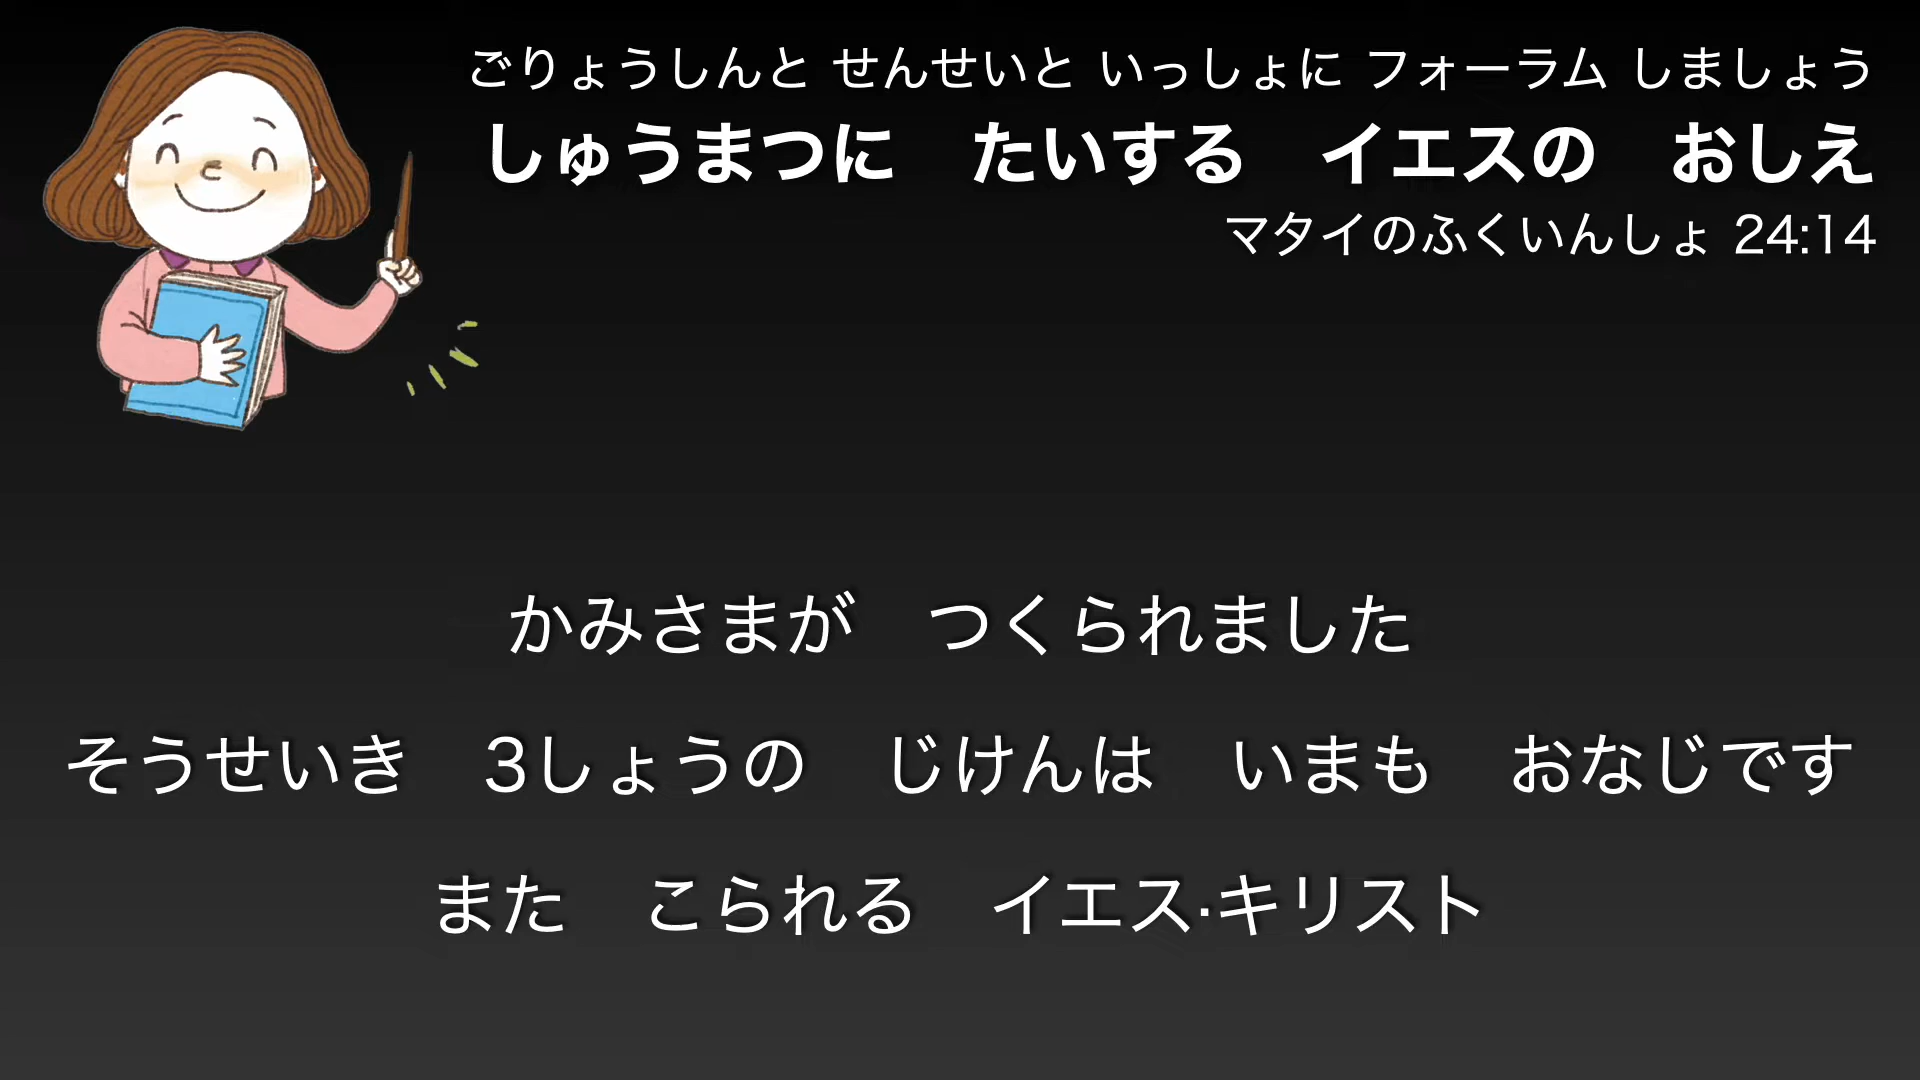 ごりょうしんと せんせいと いっしょに フォーラム しましょう
しゅうまつに　たいする　イエスの　おしえ
マタイのふくいんしょ 24:14
かみさまが　つくられました
そうせいき　3しょうの　じけんは　いまも　おなじです
また　こられる　イエス·キリスト